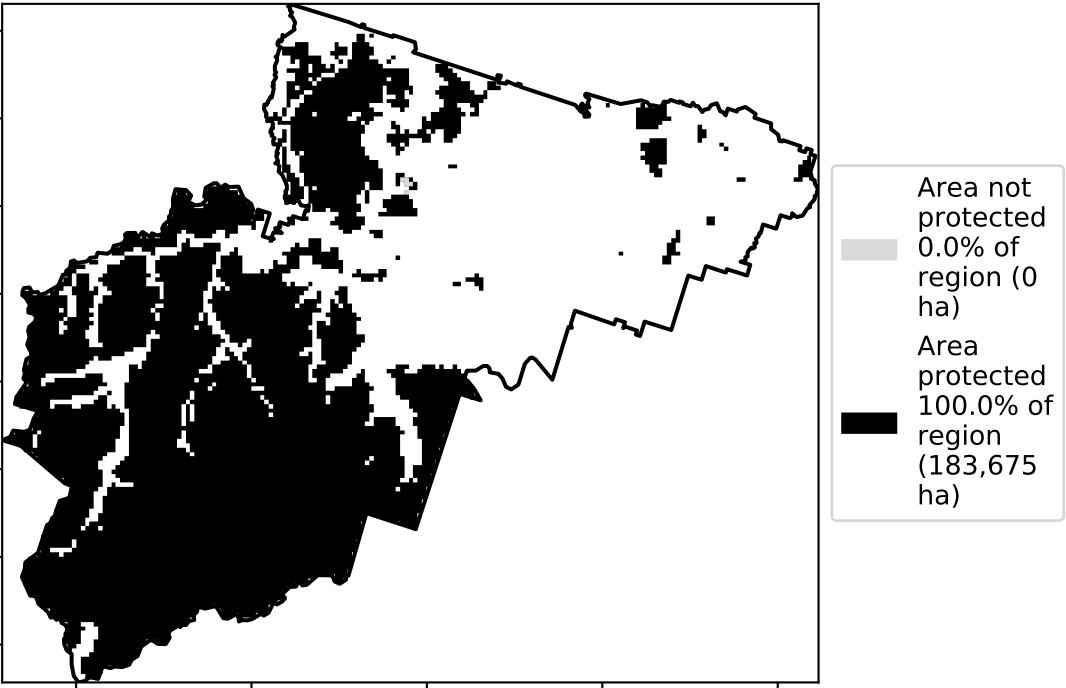 Area not
protected
0.0% of
region (0
ha)
Area
protected
100.0% of
region
(183,675
ha)